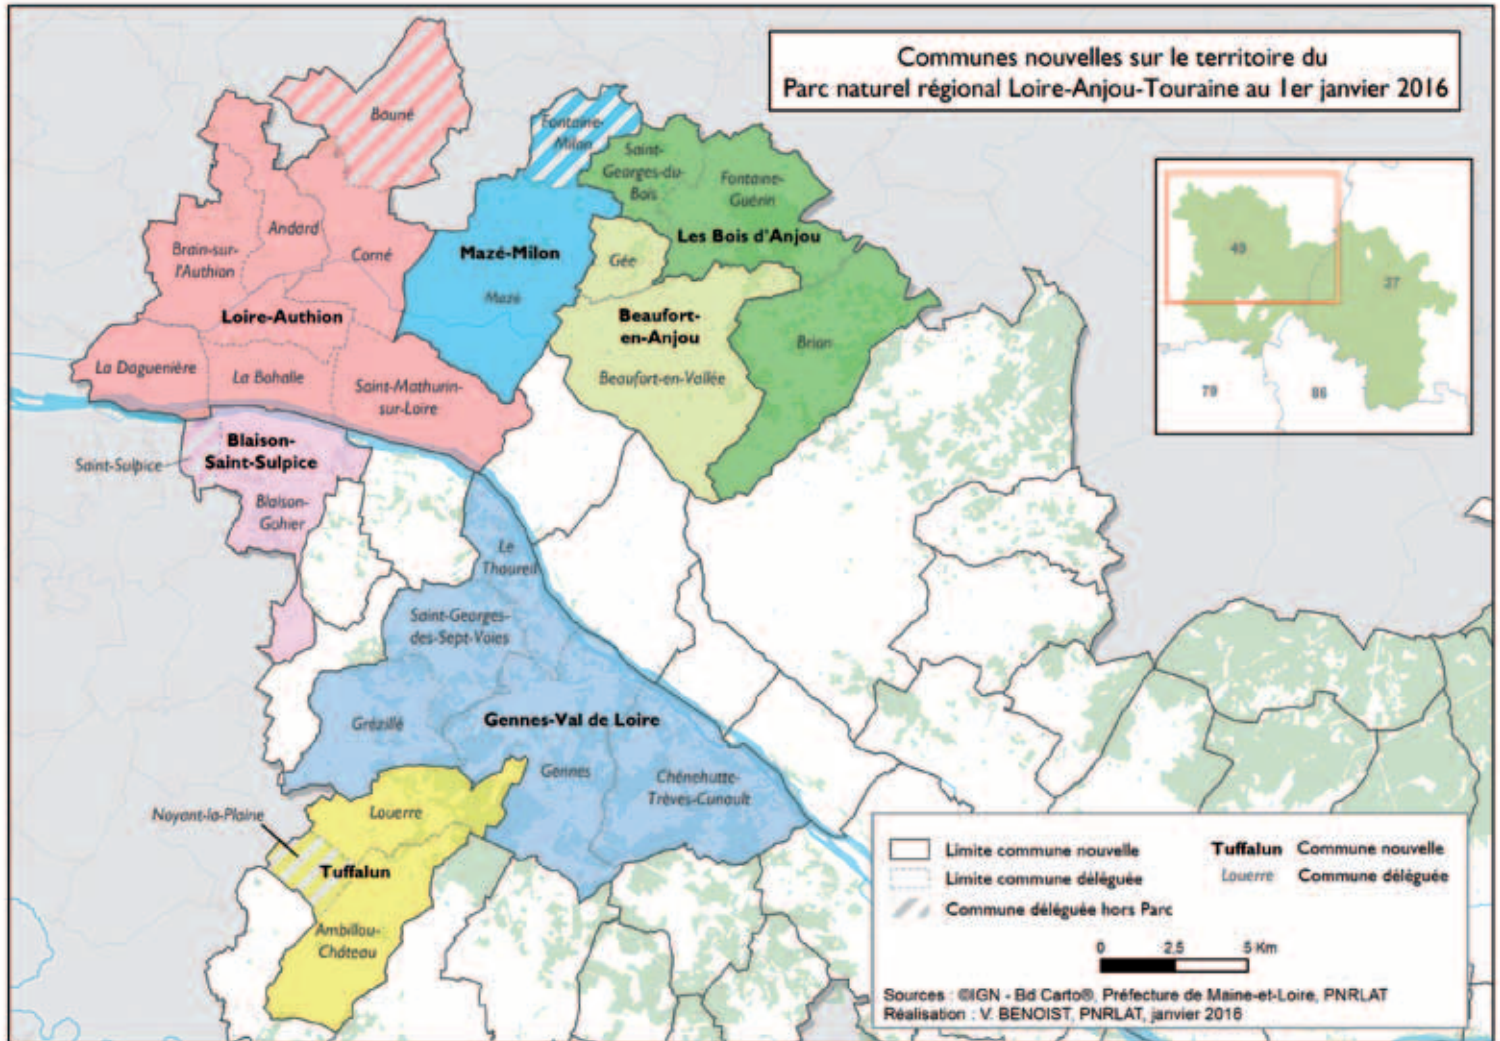 Communes nouvelles sur le territoire du
Parc naturel régional Loire-Anjou-Touraine au 1er janvier 2016
Bauné
Fontaine-
Milon
Saint-
Georges-du-
Bois
Fontaine-
Guérin
Les Bois d'Anjou
Andard
Brain-sur-
l'Authion
Corné
Mazé-Milon
Mazé
Gée
Loire-Authion
Beaufort-
en-Anjou
Brion
Beaufort-en-Vallée
La Daguenière
La Bohalle
Saint-Mathurin-
sur-Loire
49
37
79
86
Blaison-
Saint-Sulpice
Saint-Sulpice
Blaison-
Gohier
Le
Thoureil
Saint-Georges-
des-Sept-Voies
Grézillé
Gennes-Val de Loire
Gennes
Chênehutte-
Trèves-Cunault
Noyant-la-Plaine
Louerre
Tuffalun
Ambillou-
Château
Limite commune nouvelle
Limite commune déléguée
Commune déléguée hors Parc
Tuffalun Commune nouvelle
Louerre Commune déléguée
0 2,5 5 Km
Sources : ©IGN - Bd Carto®, Préfecture de Maine-et-Loire, PNRLAT
Réalisation : V. BENOIST, PNRLAT, janvier 2016